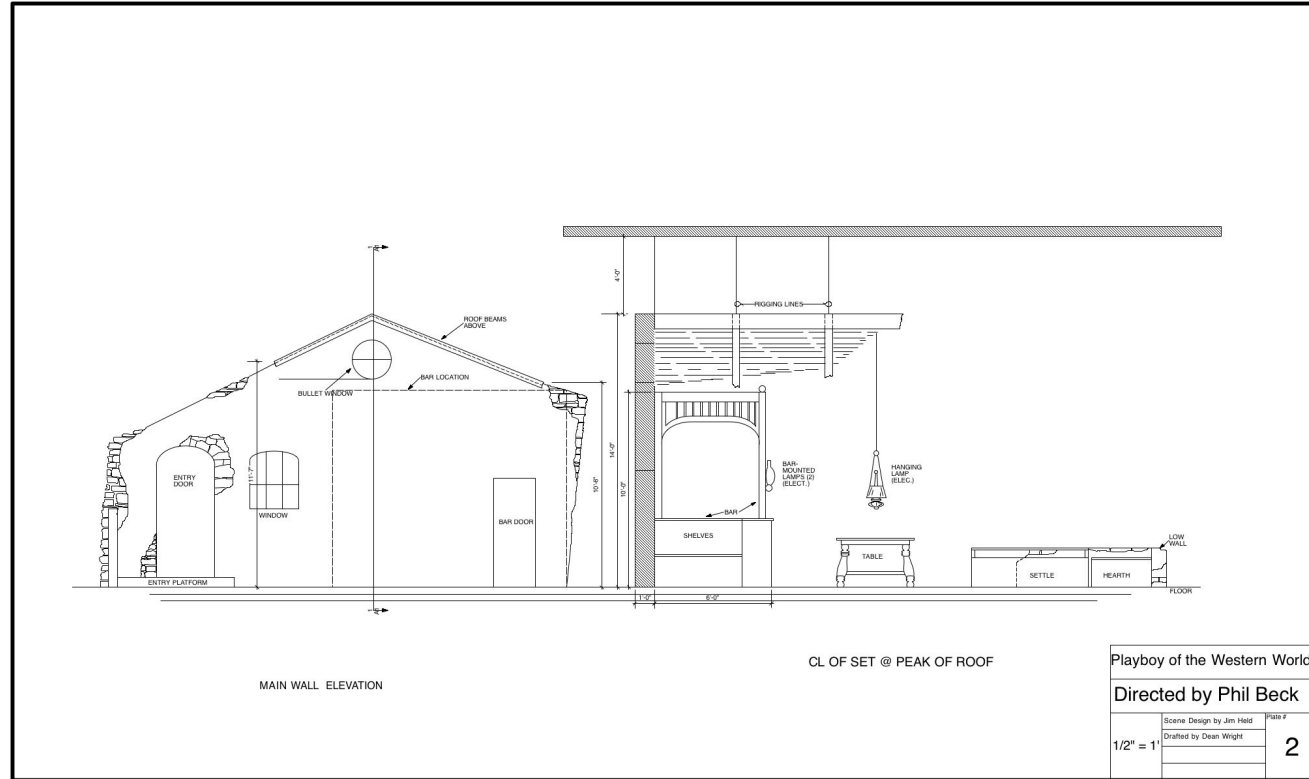 4'-0"
RIGGING LINES
ROOF BEAMS
ABOVE
BAR LOCATION
BULLET WINDOW
ENTRY
DOOR
11'-7"
WINDOW
BAR DOOR
10'-6"
14'-0"
10'-0"
BAR-
MOUNTED
LAMPS (2)
(ELECT.)
HANGING
LAMP
(ELEC.)
BAR
SHELVES
TABLE
LOW
WALL
SETTLE
HEARTH
ENTRY PLATFORM
FLOOR
1'-0"
6'-0"
CL OF SET @ PEAK OF ROOF
MAIN WALL ELEVATION
Playboy of the Western World
Directed by Phil Beck
1/2" = 1'
Scene Design by Jim Held
Drafted by Dean Wright
Plate #
2